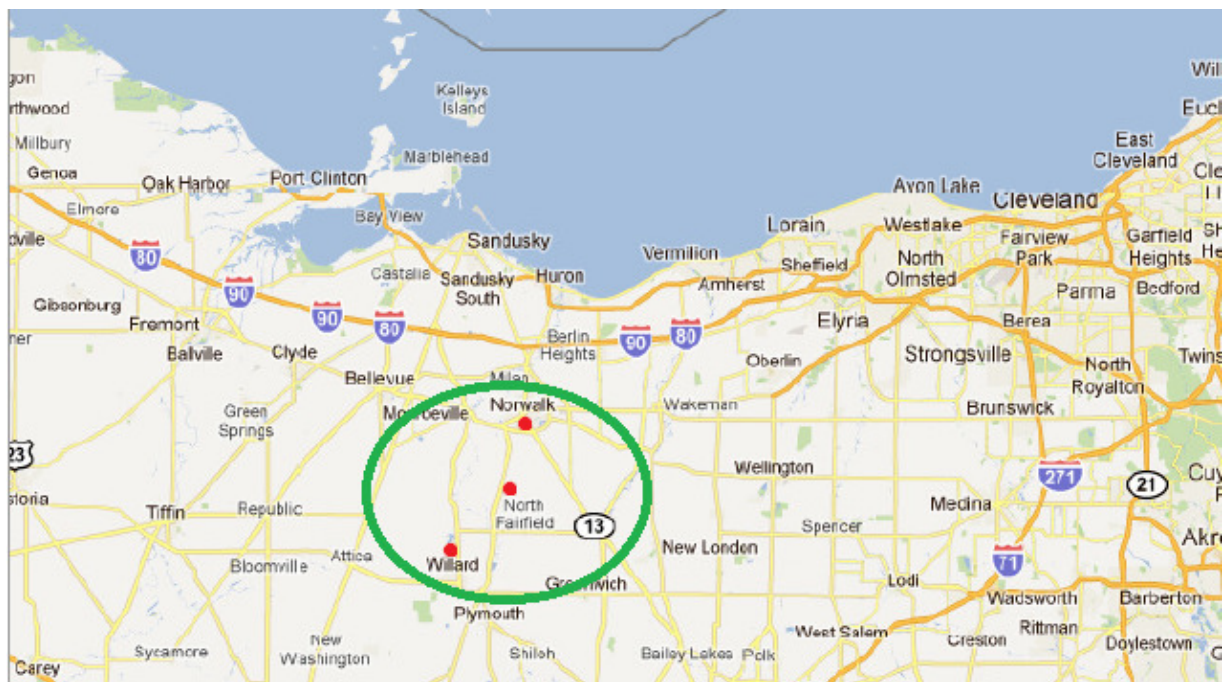 Kelleys
Island
Marblehead
Port Clinton
Oak Harbor
Genoa
Millbury
Elmore
Bay View
Sandusky
Castalia
Sandusky
South
Huron
Vermilion
Lorain
Avon Lake
Westlake
Cleveland
East
Cleveland
Fairview
Park
Garfield
Heights
Bedford
Parma
North
Olmsted
Sheffield
Amherst
Elyria
Berea
Strongsville
North
Royalton
Brunswick
Oberlin
Berlin
Heights
80
90
90
80
90
80
Gibsonburg
Fremont
Ballville
Clyde
Bellevue
Milan
Norwalk
Monroeville
Wakeman
Green
Springs
Wellington
Medina
271
21
23
Tiffin
Republic
North
Fairfield
13
Spencer
New London
Attica
Willard
Bloomville
Greenwich
Lodi
71
Wadsworth
Barberton
Plymouth
West Salem
Creston
Rittman
Doylestown
New
Washington
Sycamore
Shiloh
Bailey Lakes
Polk
Carey